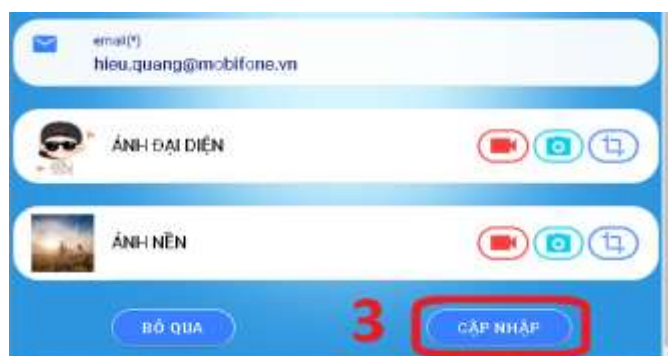 email(*)
hieu.quang@mobifone.vn
ẢNH ĐẠI DIỆN
ẢNH NỀN
BỎ QUA
3
CẬP NHẬP